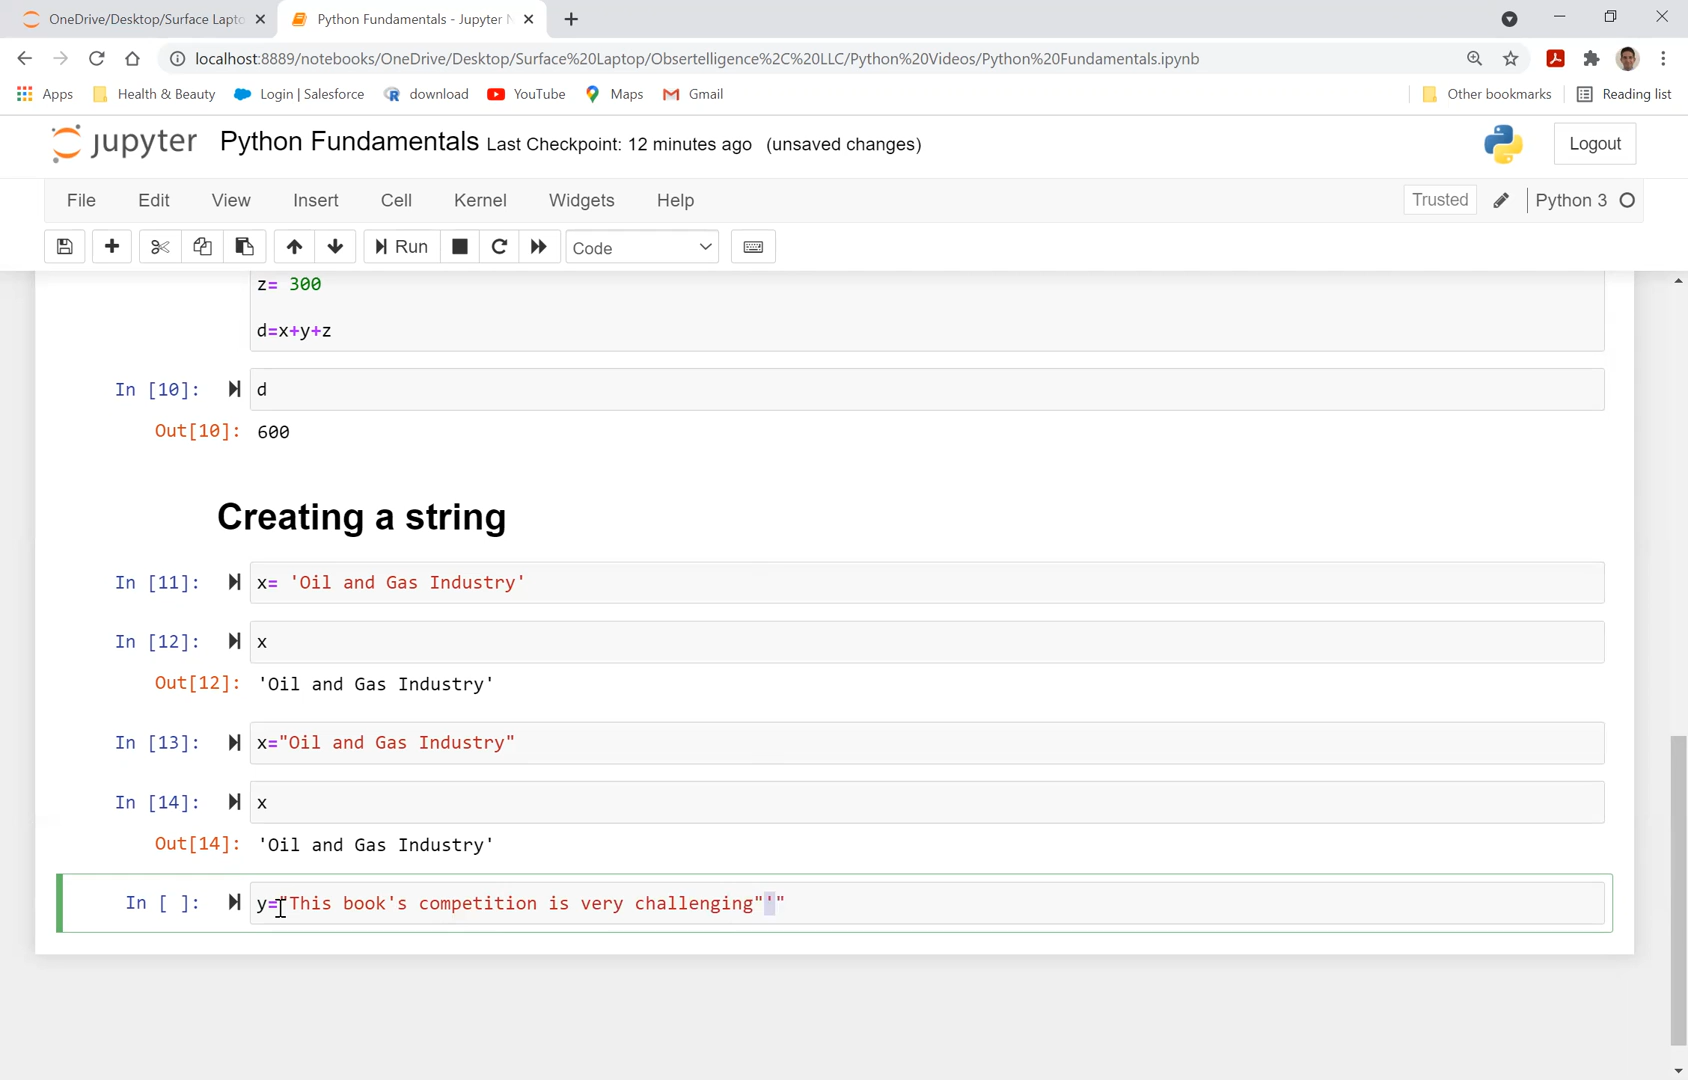 OneDrive/Desktop/Surface Lapto
Python Fundamentals - Jupyter N
localhost:8889/notebooks/OneDrive/Desktop/Surface%20Laptop/Obsertelligence%2C%20LLC/Python%20Videos/Python%20Fundamentals.ipynb
Apps Health & Beauty Login | Salesforce download YouTube Maps Gmail Other bookmarks Reading list
jupyter Python Fundamentals Last Checkpoint: 12 minutes ago (unsaved changes) Logout
File Edit View Insert Cell Kernel Widgets Help Trusted Python 3
Run Code
z= 300
d=x+y+z
In [10]: d
Out[10]: 600
Creating a string
In [11]: x= 'Oil and Gas Industry'
In [12]: x
Out[12]: 'Oil and Gas Industry'
In [13]: x="Oil and Gas Industry"
In [14]: x
Out[14]: 'Oil and Gas Industry'
In [ ]: y="This book's competition is very challenging"'"